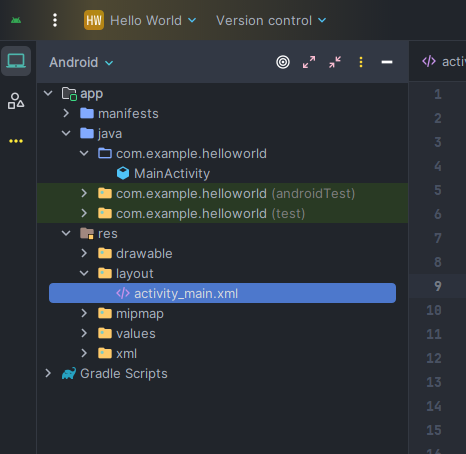 HW Hello World Version control
Android
activ
app
manifests
java
com.example.helloworld
MainActivity
com.example.helloworld (androidTest)
com.example.helloworld (test)
res
drawable
layout
activity_main.xml
mipmap
values
xml
Gradle Scripts
1
2
3
4
5
6
7
8
9
10
11
12
13
14
15